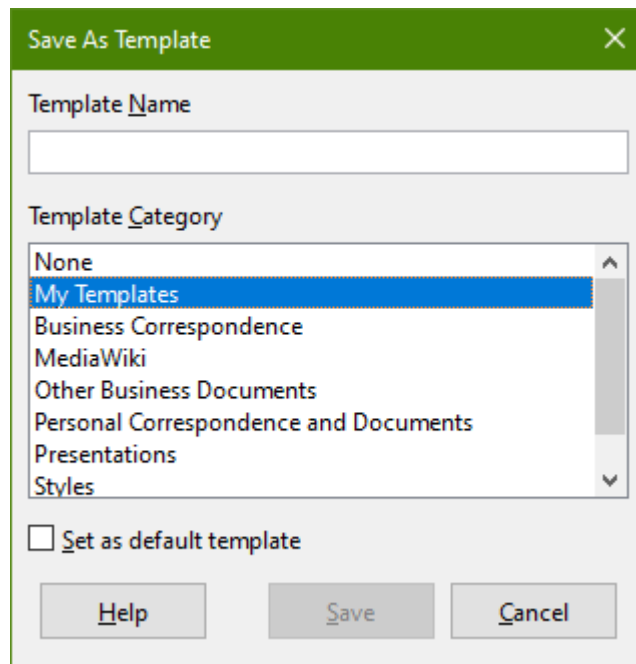 Save As Template
Template Name
Template Category
None
My Templates
Business Correspondence
MediaWiki
Other Business Documents
Personal Correspondence and Documents
Presentations
Styles
Set as default template
Help Save Cancel